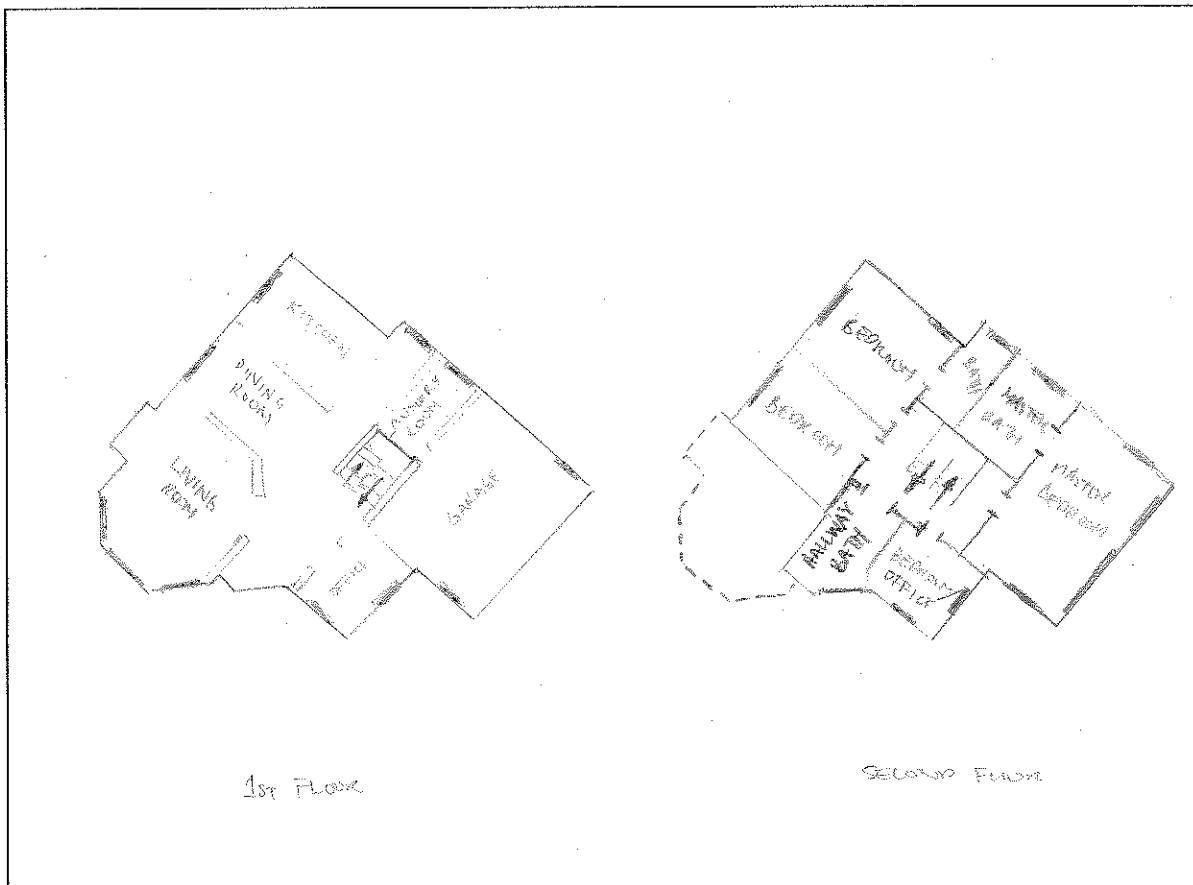 KITCHEN
DINING
ROOM
LAUNDRY
ROOM
LIVING
ROOM
GARAGE
1ST FLOOR
BEDROOM
BATH
MASTER
BATH
BEDROOM
MASTER
BEDROOM
HALLWAY
BATH
BEDROOM
OFFICE
SECOND FLOOR